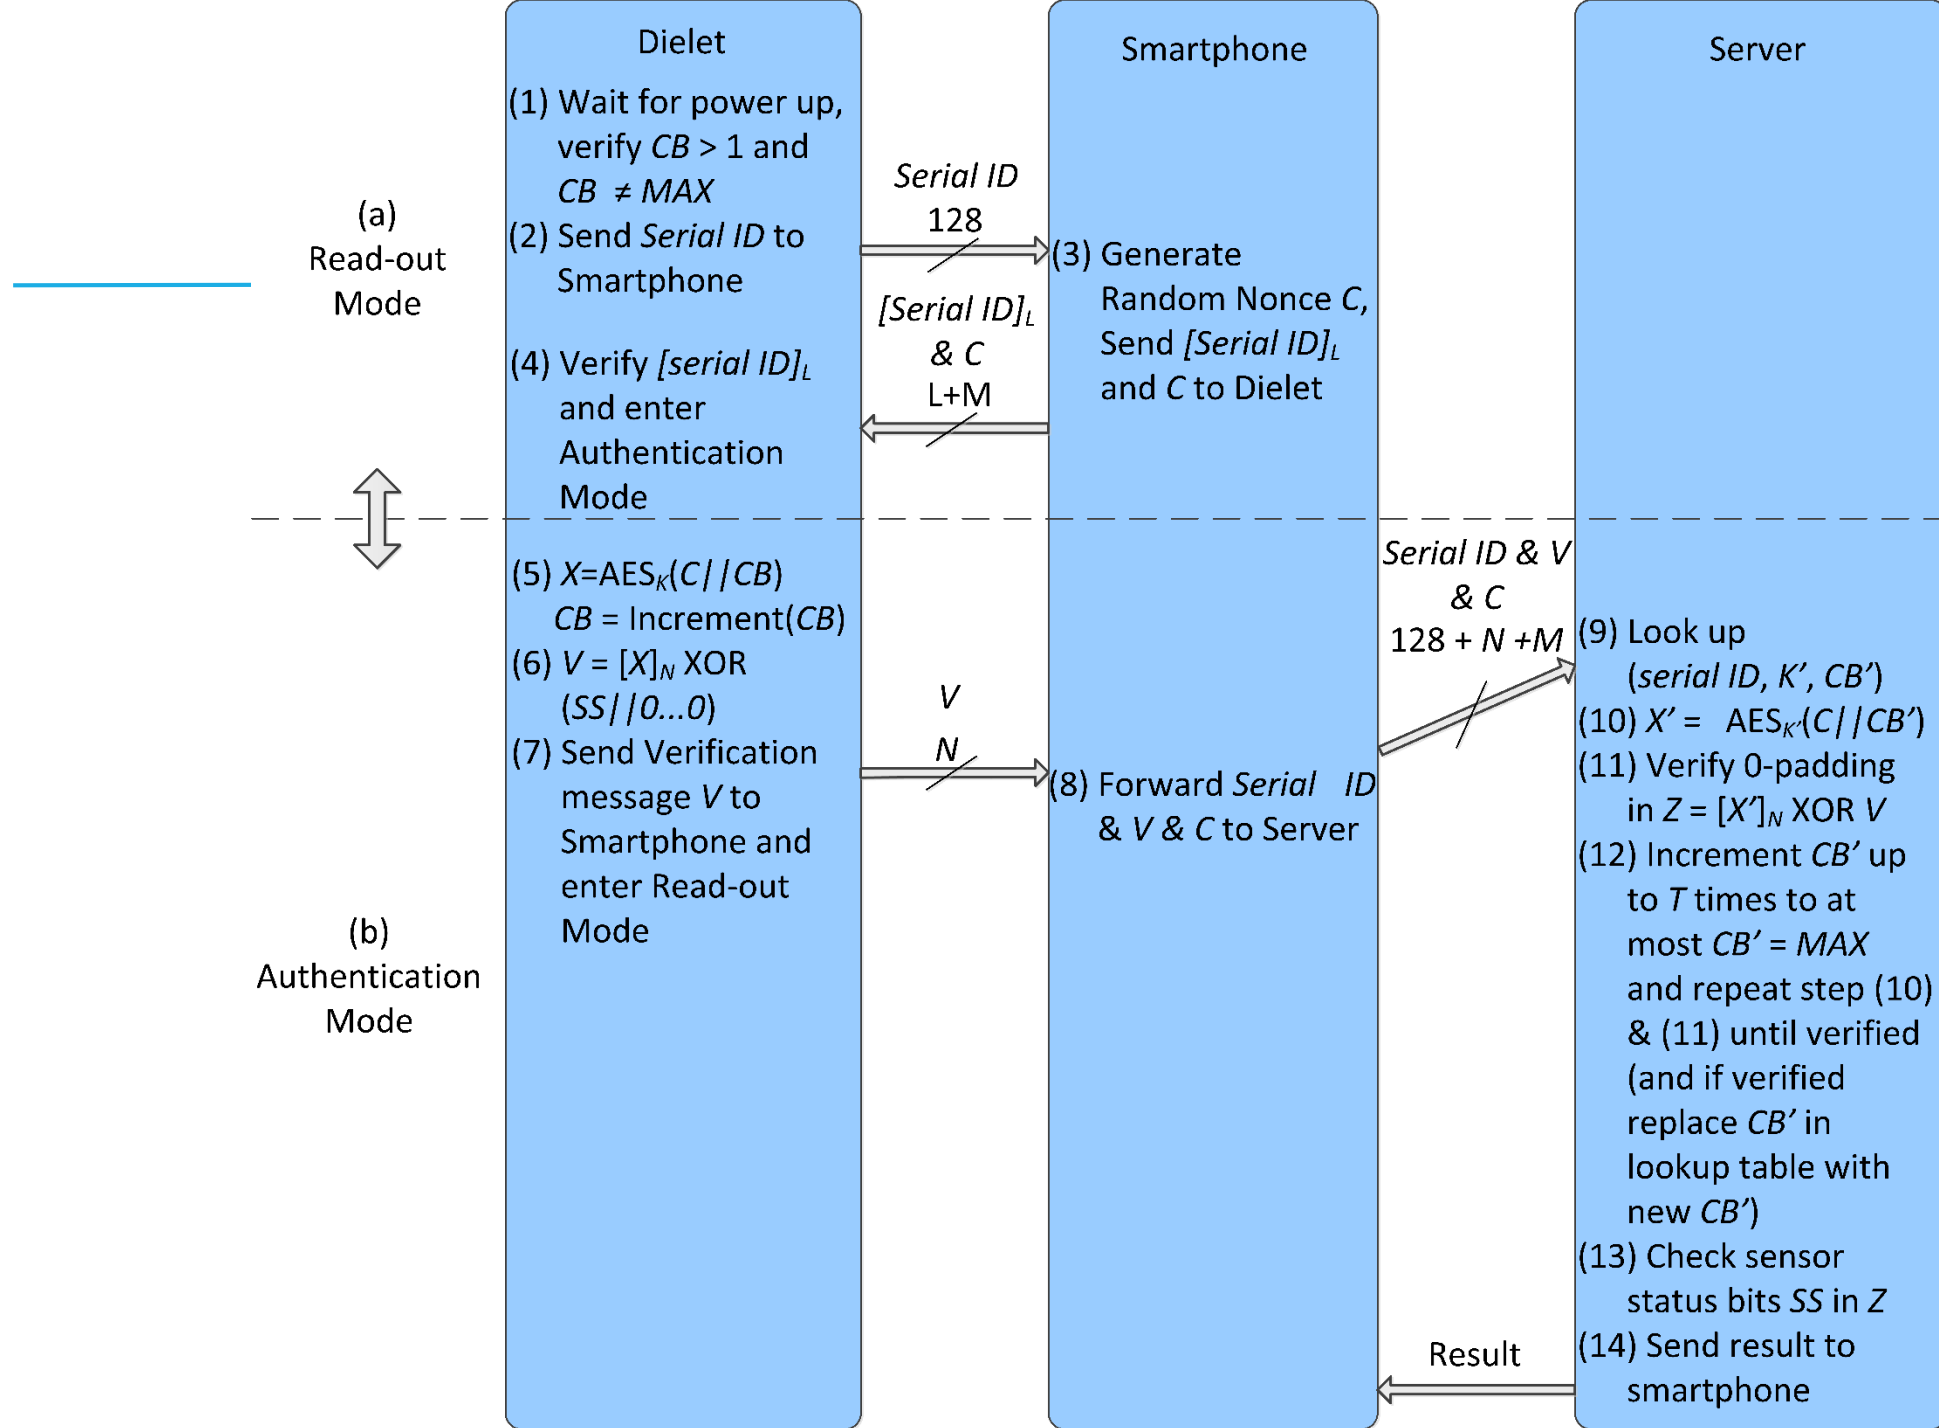 Dielet
Smartphone
Server
(a)
Read-out
Mode
(1) Wait for power up,
verify CB > 1 and
CB ≠ MAX
(2) Send Serial ID to
Smartphone
Serial ID
128
(3) Generate
Random Nonce C,
Send [Serial ID]L
and C to Dielet
[Serial ID]L
& C
L+M
(4) Verify [serial ID]L
and enter
Authentication
Mode
(b)
Authentication
Mode
(5) X=AESK(C||CB)
CB = Increment(CB)
(6) V = [X]N XOR
(SS||0...0)
(7) Send Verification
message V to
Smartphone and
enter Read-out
Mode
V
N
(8) Forward Serial ID
& V & C to Server
Serial ID & V
& C
128 + N +M
(9) Look up
(serial ID, K’, CB’)
(10) X’ = AESK’(C||CB’)
(11) Verify 0-padding
in Z = [X’]N XOR V
(12) Increment CB’ up
to T times to at
most CB’ = MAX
and repeat step (10)
& (11) until verified
(and if verified
replace CB’ in
lookup table with
new CB’)
(13) Check sensor
status bits SS in Z
(14) Send result to
smartphone
Result